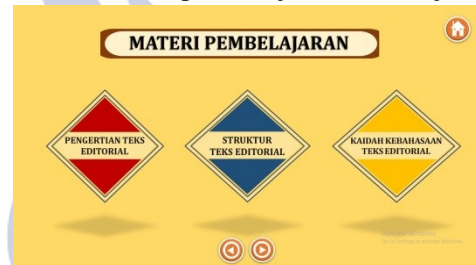 MATERI PEMBELAJARAN
PENGERTIAN TEKS
EDITORIAL
STRUKTUR
TEKS EDITORIAL
KAIDAH KEBAHASAAN
TEKS EDITORIAL